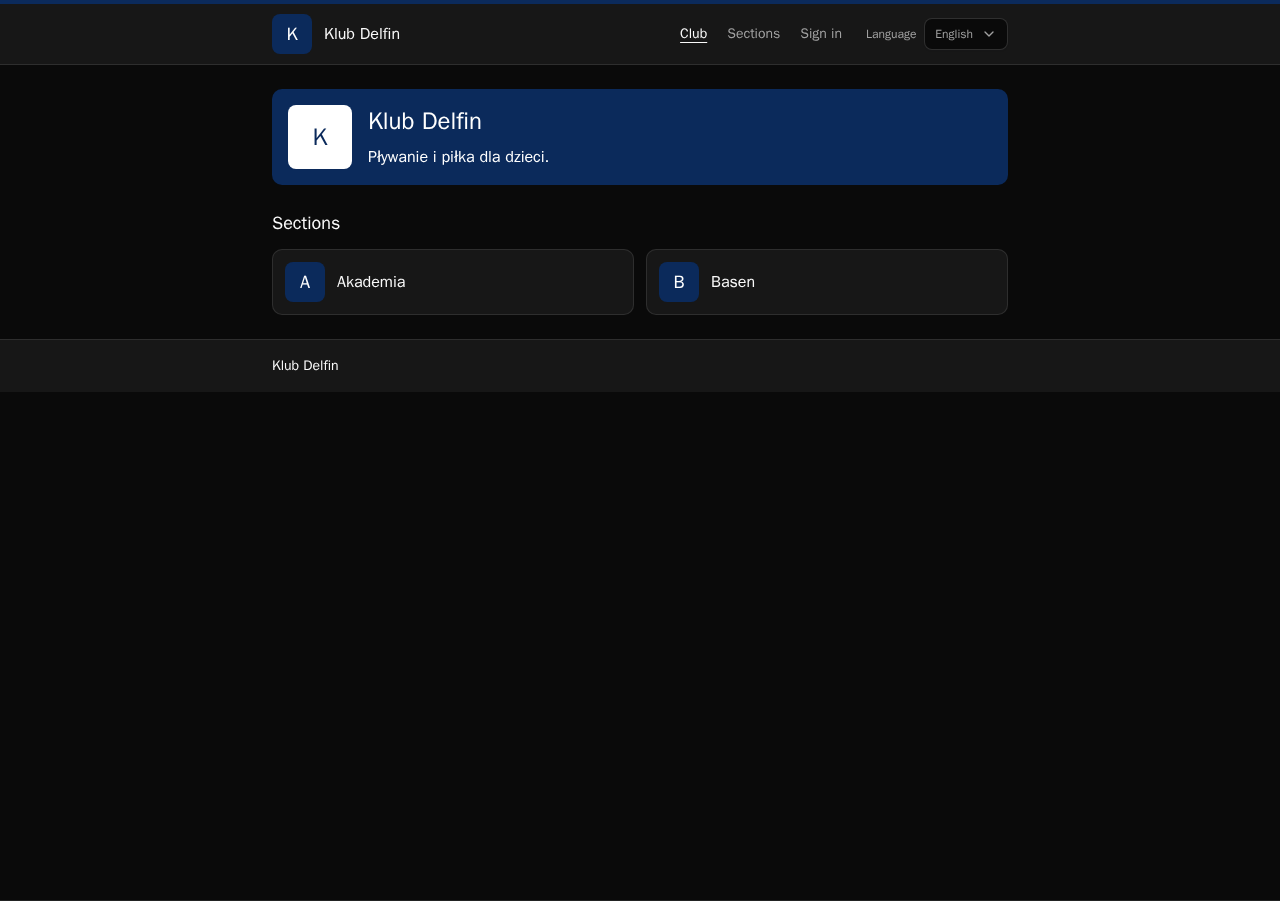 K Klub Delfin Club Sections Sign in Language English
K
Klub Delfin
Pływanie i piłka dla dzieci.
Sections
A Akademia
B Basen
Klub Delfin